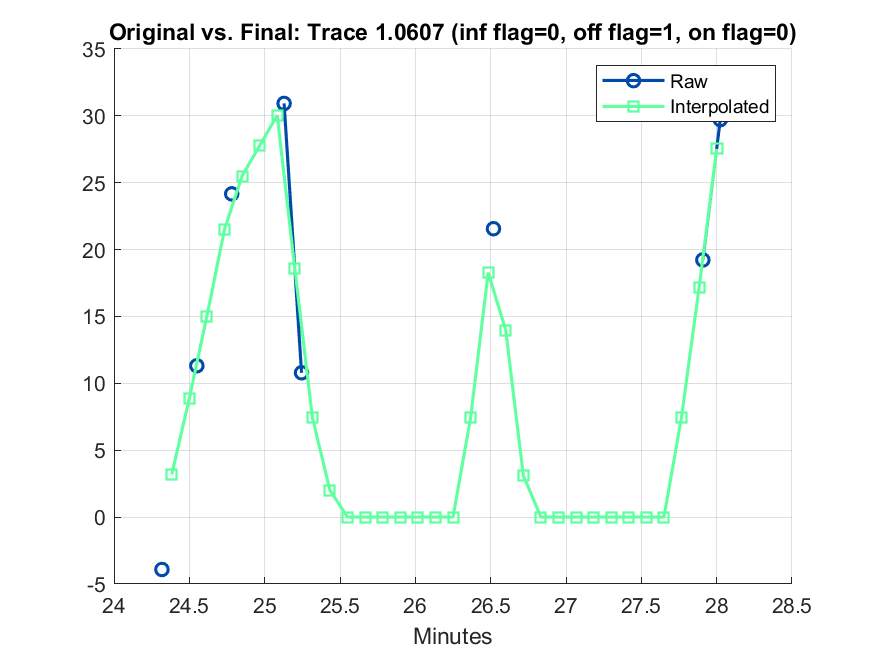 Original vs. Final: Trace 1.0607 (inf flag=0, off flag=1, on flag=0)
35
30
25
20
15
10
5
0
-5
Raw
Interpolated
24 24.5 25 25.5 26 26.5 27 27.5 28 28.5
Minutes